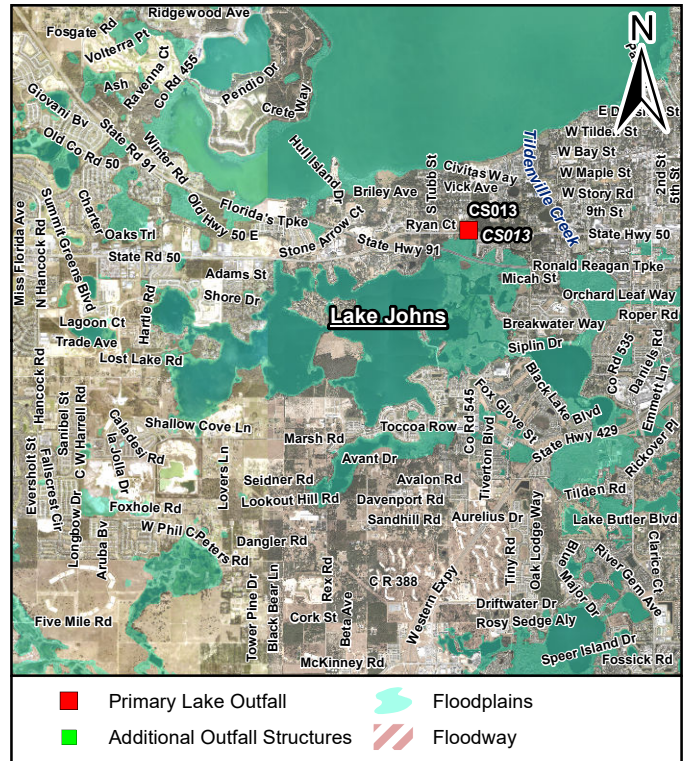 Ridgewood Ave
Fosgate Rd
Volterra Pt
N
Ash
Ravenna Ct
Co Rd 455
Pendio Dr
Crete Way
Giovani Bv
Old Co Rd 50
State Rd 91
Winter Rd
Hull Island Dr
Tildenville Creek
W Tilden St
W Bay St
Civitas Way
Vick Ave
W Maple St
S Tubb St
Briley Ave
W Story Rd
2nd St
5th St
Summit Greens Blvd
Charter
Old Hwy 50 E
Florida's Tpke
CS013
9th St
Miss Florida Ave
N Hancock Rd
Oaks Trl
Stone Arrow Ct
Ryan Ct
CS013
State Hwy 50
State Hwy 91
State Rd 50
Ronald Reagan Tpke
Adams St
Micah St
Shore Dr
Orchard Leaf Way
Hartle Rd
Lake Johns
Roper Rd
Lagoon Ct
Breakwater Way
Trade Ave
Siplin Dr
Co Rd 535
Daniels Rd
Lost Lake Rd
Hancock Rd
Emmett Ln
Black Lake Blvd
Sanibel St
C W Harrell Rd
Fox Glove St
Co Rd 545
Caladesi Rd
la Jolla Dr
Shallow Cove Ln
Toccoa Row
Marsh Rd
Tiverton Blvd
State Hwy 429
Eversholt St
Fallcrest Cir
Longbow Dr
Lovers Ln
Avant Dr
Rickover Pl
Seidner Rd
Avalon Rd
Tilden Rd
Lookout Hill Rd
Davenport Rd
Foxhole Rd
Sandhill Rd
Aurelius Dr
Lake Butler Blvd
Aruba Bv
W Phil C Peters Rd
Oak Lodge Way
Dangler Rd
Tiny Rd
Blue
River Gem Ave
Clarice Ct
Major Dr
Tower Pine Dr
Black Bear Ln
Rex Rd
C R 388
Western Expy
Driftwater Dr
Beta Ave
Five Mile Rd
Cork St
Rosy Sedge Aly
Speer Island Dr
McKinney Rd
Fossick Rd
Primary Lake Outfall
Floodplains
Additional Outfall Structures
Floodway